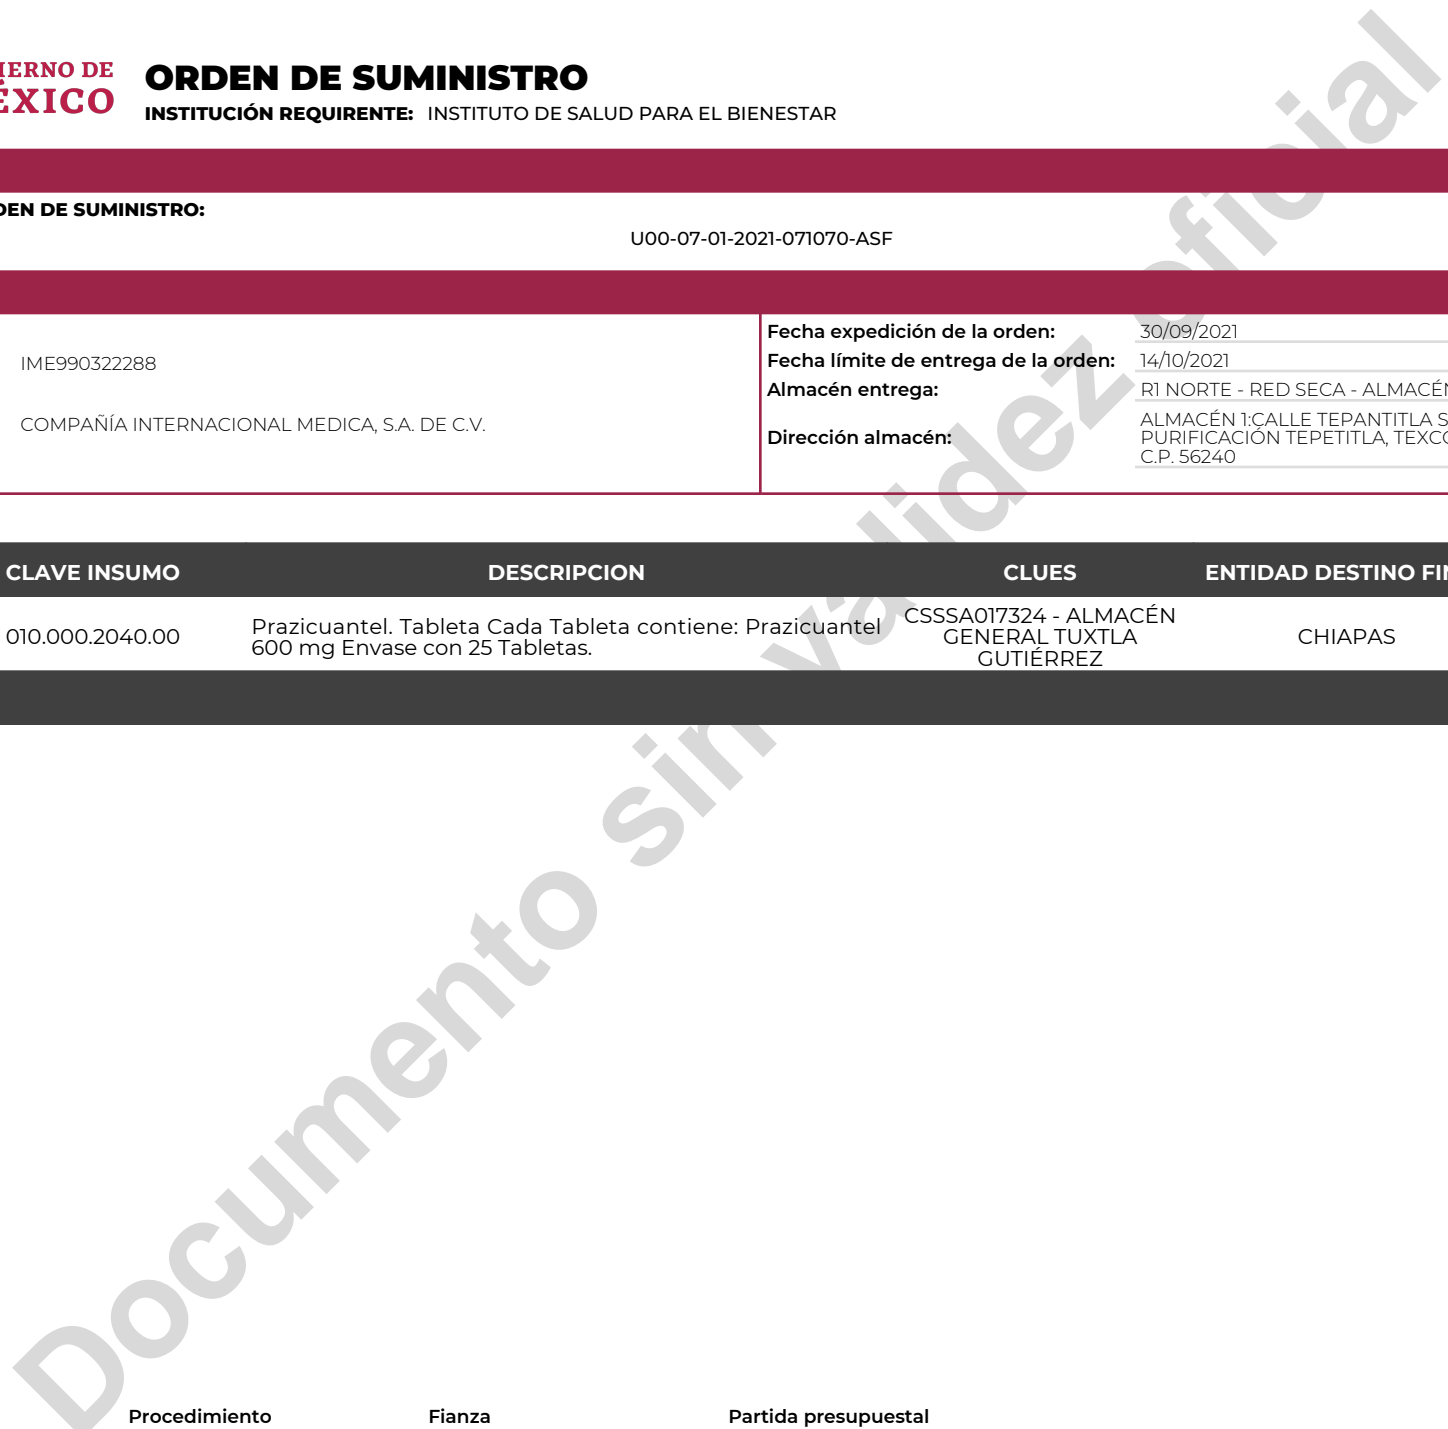 ORDEN DE SUMINISTRO
INSTITUCIÓN REQUIRENTE: INSTITUTO DE SALUD PARA EL BIENESTAR
IERNO DE
ÉXICO
DEN DE SUMINISTRO:
U00-07-01-2021-071070-ASF
IME990322288
COMPAÑÍA INTERNACIONAL MEDICA, S.A. DE C.V.
Fecha expedición de la orden: 30/09/2021
Fecha límite de entrega de la orden: 14/10/2021
Almacén entrega: R1 NORTE - RED SECA - ALMACÉN
Dirección almacén: ALMACÉN 1:CALLE TEPANTITLA S
PURIFICACIÓN TEPETITLA, TEXCO
C.P. 56240
CLAVE INSUMO DESCRIPCION CLUES ENTIDAD DESTINO FIN
010.000.2040.00
Prazicuantel. Tableta Cada Tableta contiene: Prazicuantel
600 mg Envase con 25 Tabletas.
CSSSA017324 - ALMACÉN
GENERAL TUXTLA
GUTIÉRREZ
CHIAPAS
Documento sin validez oficial
Procedimiento Fianza Partida presupuestal